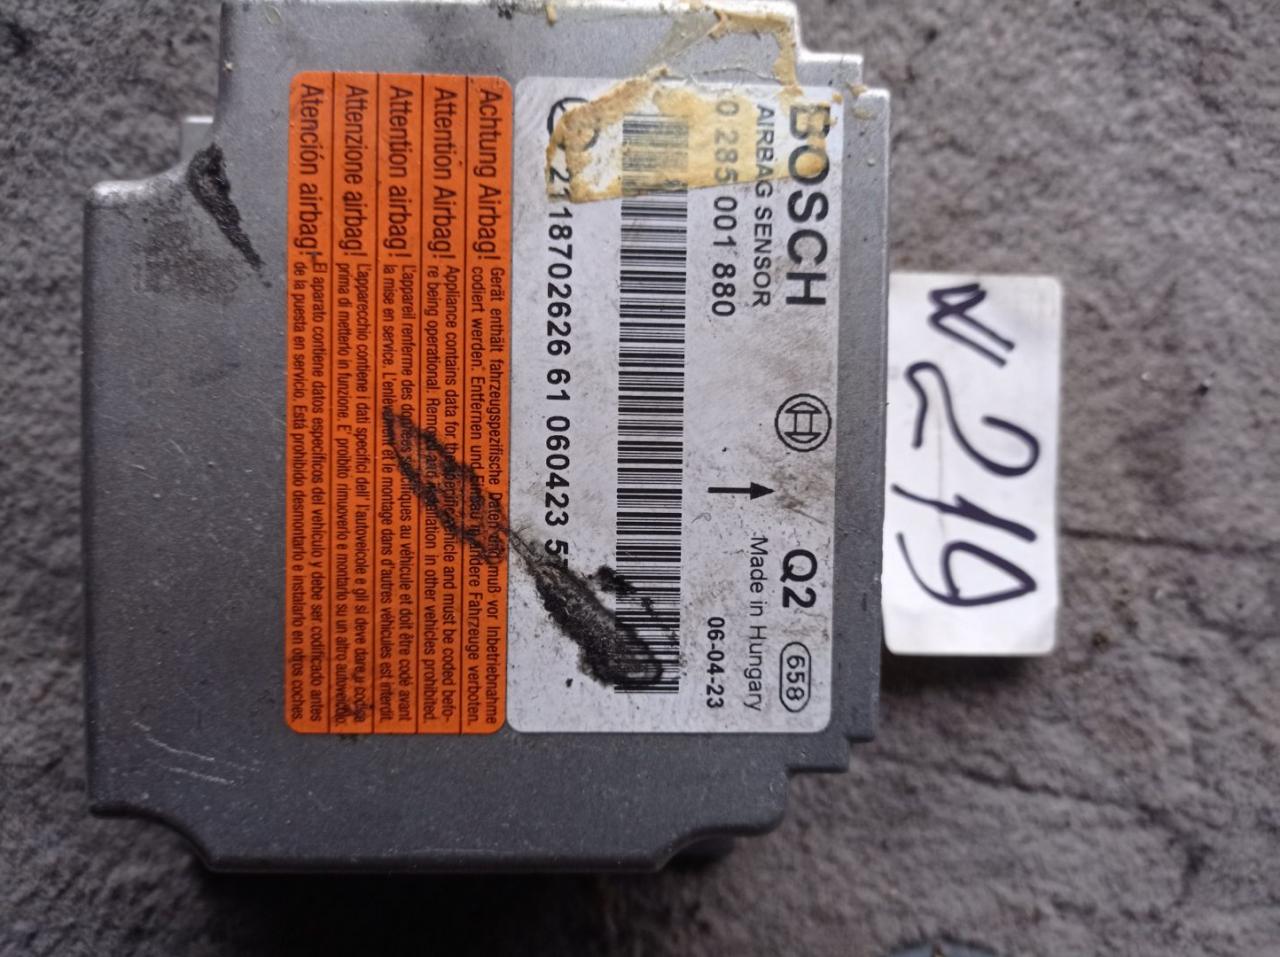 BOSCH
Q2
658
AIRBAG SENSOR
Made in Hungary
0 285 001 880
06-04-23
2118702626 61 060423
Achtung Airbag! Gerät enthält fahrzeugspezifische Daten und muß vor Inbetriebnahme
codiert werden. Entfernen und Einbau in andere Fahrzeuge verboten.
Attention Airbag! Appliance contains data for the specific vehicle and must be coded befo-
re being operational. Removal and installation in other vehicles prohibited.
Attention airbag! L'appareil renferme des données spécifiques au véhicule et doit être codé avant
la mise en service. L'enlèvement et le montage dans d'autres véhicules est interdit.
Attenzione airbag! L'apparecchio contiene i dati specifici dell' l'autoveicole e gli si deve dare il codice
prima di metterlo in funzione. E' proibito rimuoverlo e montarlo su un altro autoveicolo.
Atención airbag! El aparato contiene datos específicos del vehículo y debe ser codificado antes
de la puesta en servicio. Está prohibido desmontarlo e instalarlo en otros coches.
N 219